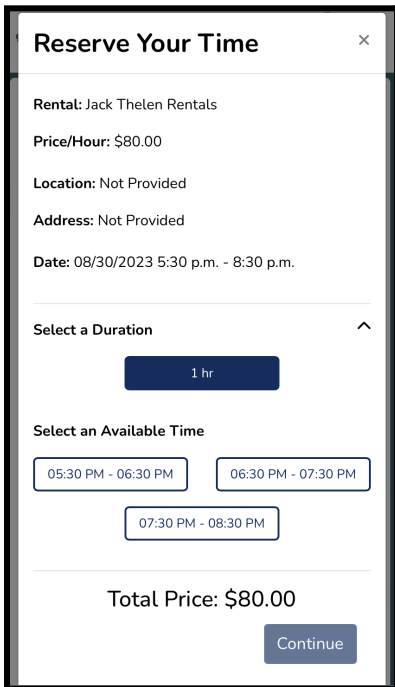 Reserve Your Time
×
Rental: Jack Thelen Rentals
Price/Hour: $80.00
Location: Not Provided
Address: Not Provided
Date: 08/30/2023 5:30 p.m. - 8:30 p.m.
Select a Duration
1 hr
Select an Available Time
05:30 PM - 06:30 PM 06:30 PM - 07:30 PM
07:30 PM - 08:30 PM
Total Price: $80.00
Continue